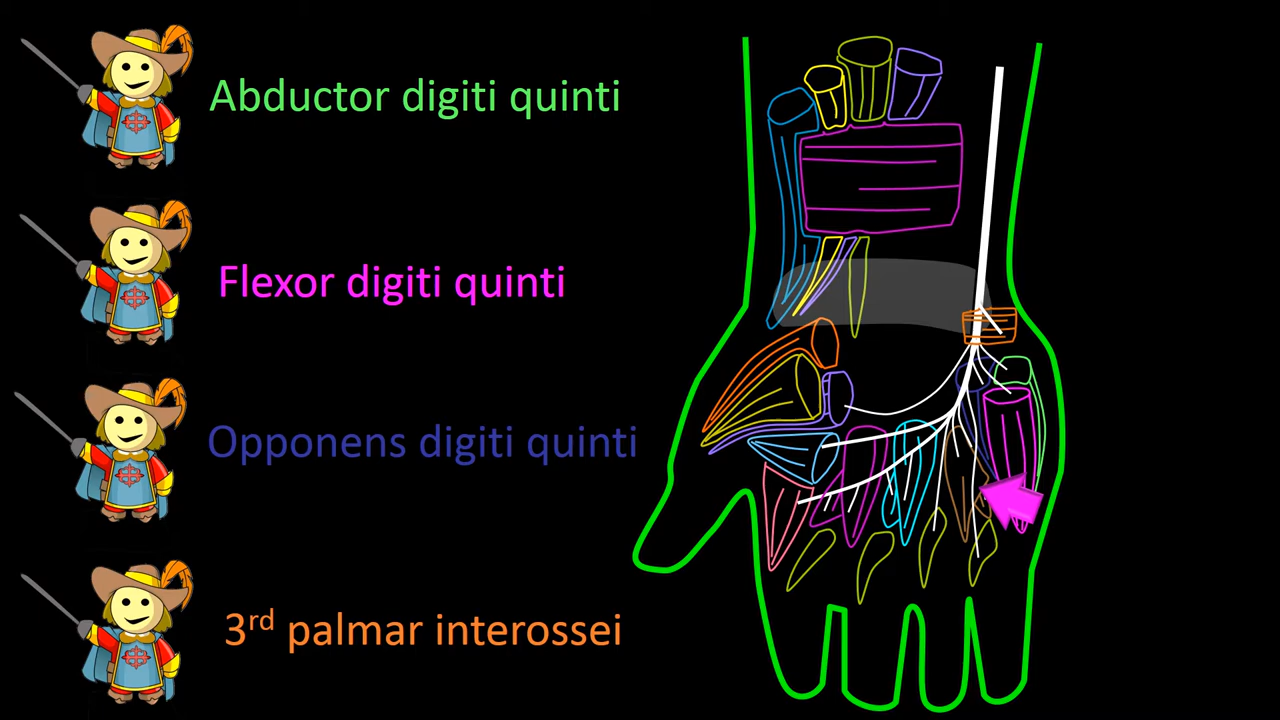 Abductor digiti quinti
Flexor digiti quinti
Opponens digiti quinti
3rd palmar interossei